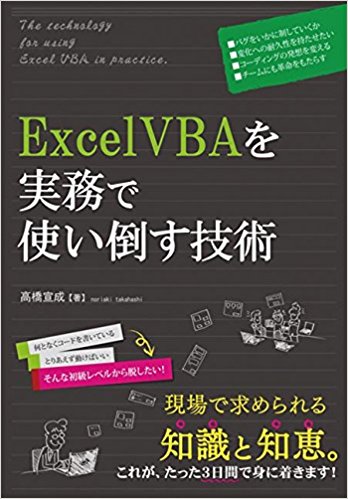 The technology
for using
Excel VBA in practice.
■バグをいかに制していくか
■変化への耐久性を持たせたい
■コーディングの発想を変える
■チームにも革命をもたらす
ExcelVBAを
実務で
使い倒す技術
高橋宣成【著】noriaki takahashi
何となくコードを書いている
とりあえず動けばいい
そんな初級レベルから脱したい!
現場で求められる
知識と知恵。
これが、たった3日間で身に着きます!